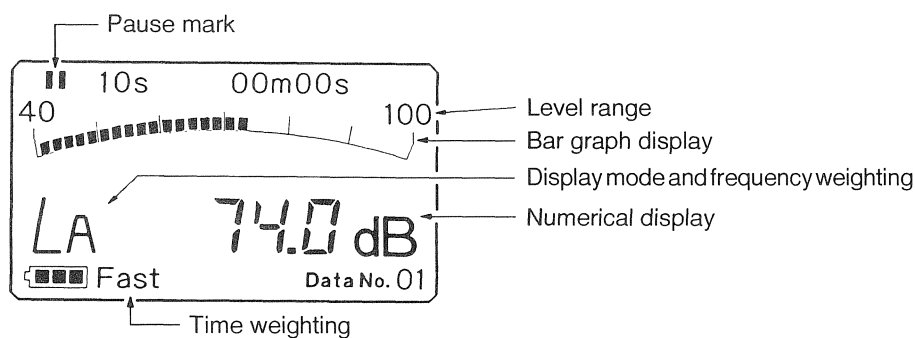 Pause mark
10s 00m00s
40 100
Level range
Bar graph display
Display mode and frequency weighting
LA 74.0 dB
Numerical display
Fast Data No. 01
Time weighting